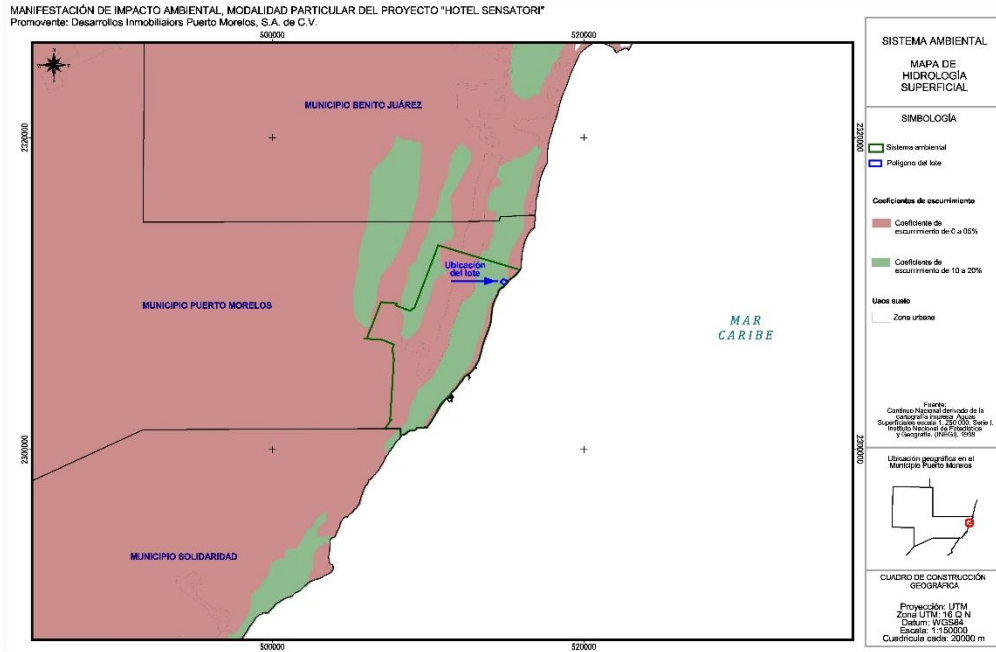 MANIFESTACIÓN DE IMPACTO AMBIENTAL, MODALIDAD PARTICULAR DEL PROYECTO "HOTEL SENSATORI"
Promovente: Desarrollos Inmobiliaiors Puerto Morelos, S.A. de C.V.
500000
520000
2320000
2320000
MUNICIPIO BENITO JUÁREZ
Ubicación
del lote
MUNICIPIO PUERTO MORELOS
MAR
CARIBE
2300000
2300000
MUNICIPIO SOLIDARIDAD
500000
520000
SISTEMA AMBIENTAL
MAPA DE
HIDROLOGÍA
SUPERFICIAL
SIMBOLOGÍA
Sistema ambiental
Polígono del lote
Coeficientes de escurrimiento
Coeficiente de
escurrimiento de 0 a 05%
Coeficiente de
escurrimiento de 10 a 20%
Usos suelo
Zona urbana
Fuente:
Continuo Nacional derivado de la
cartografía impresa Aguas
Superficiales escala 1: 250 000. Serie I.
Instituto Nacional de Estadística
y Geografía. (INEGI). 1998
Ubicación geográfica en el
Municipio Puerto Morelos
CUADRO DE CONSTRUCCIÓN
GEOGRÁFICA
Proyección: UTM
Zona UTM: 16 Q N
Datum: WGS84
Escala: 1:150000
Cuadrícula cada: 20000 m